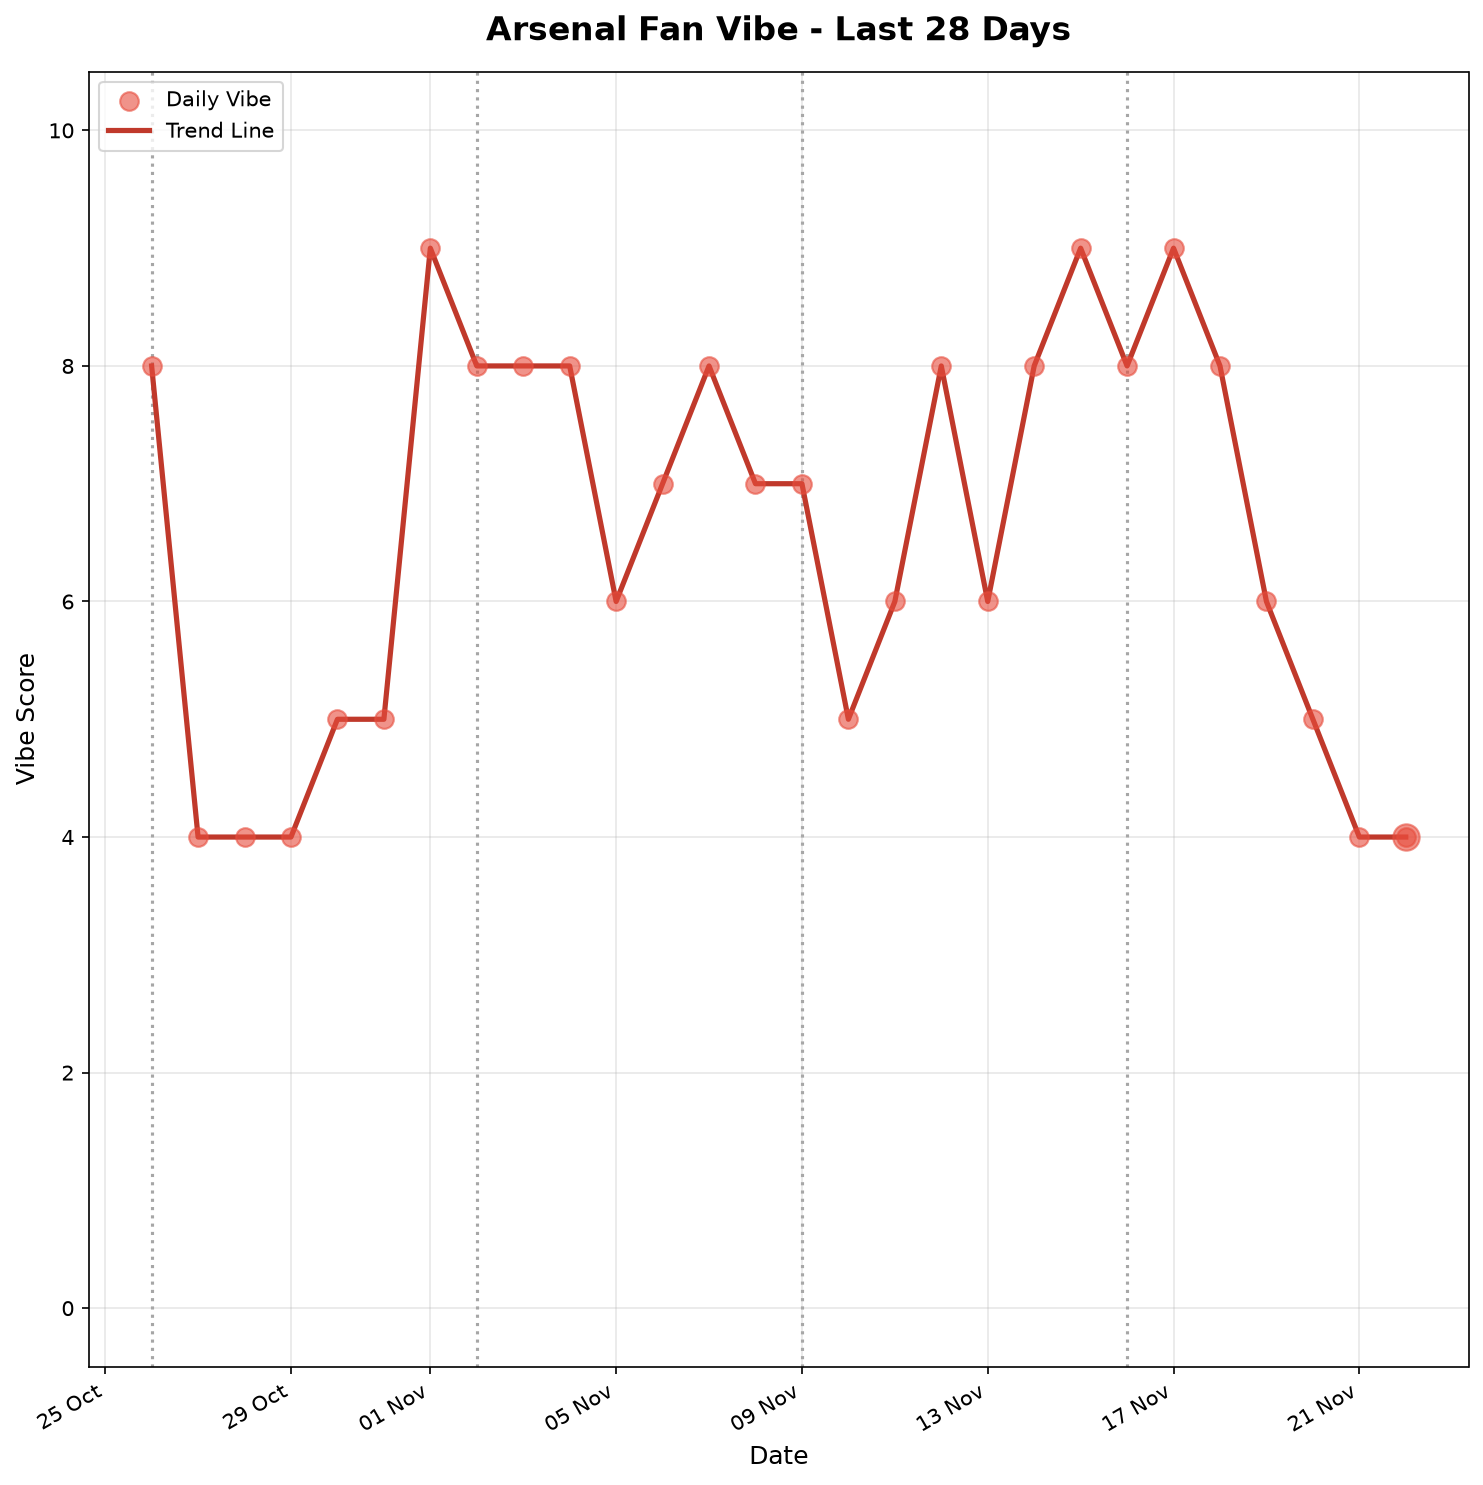 Arsenal Fan Vibe - Last 28 Days
Daily Vibe
Trend Line
Vibe Score
10
8
6
4
2
0
25 Oct
29 Oct
01 Nov
05 Nov
09 Nov
13 Nov
17 Nov
21 Nov
Date